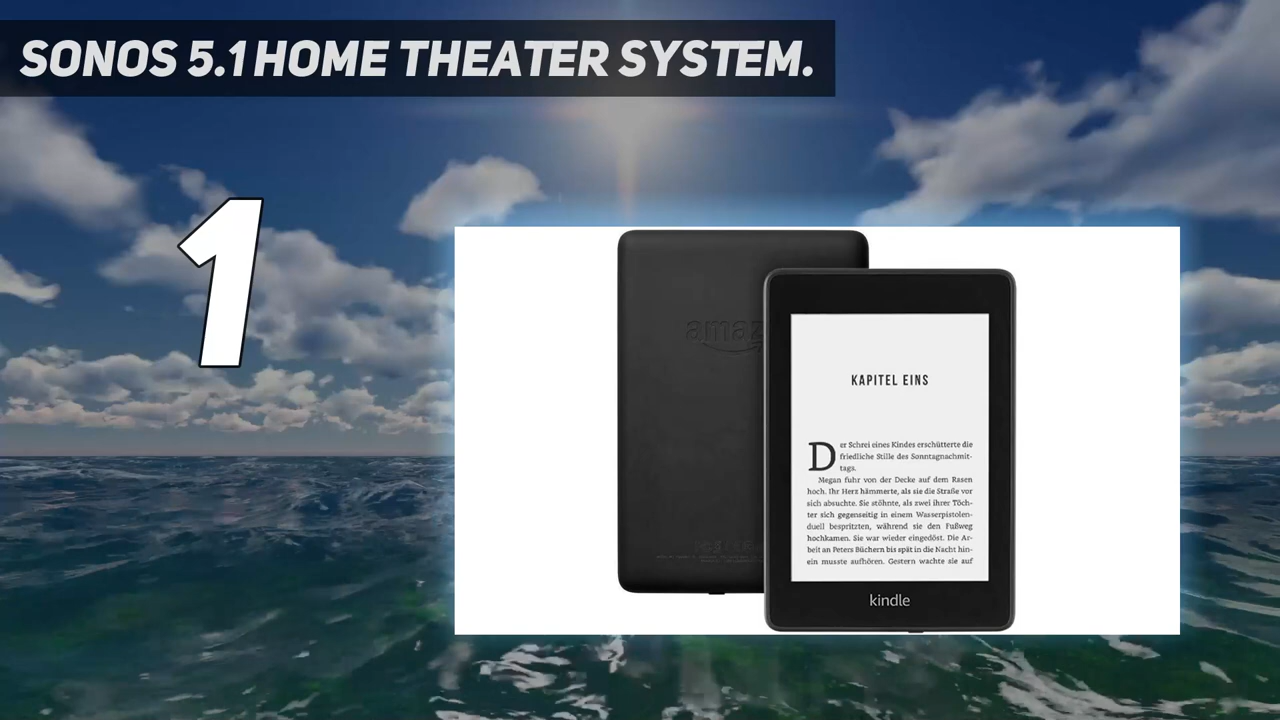 SONOS 5.1 HOME THEATER SYSTEM.
1
KAPITEL EINS
Der Schrei eines Kindes erschütterte die
friedliche Stille des Sonntagnachmit-
tags.
Megan fuhr von der Decke auf dem Rasen
hoch. Ihr Herz hämmerte, als sie die Straße vor
sich absuchte. Sie stöhnte, als zwei ihrer Töch-
ter sich gegenseitig in einem Wasserpistolen-
duell bespritzten, während sie den Fußweg
hochkamen. Sie war wieder eingedöst. Die Ar-
beit an Peters Büchern bis spät in die Nacht hin-
ein musste aufhören. Gestern wachte sie auf
kindle